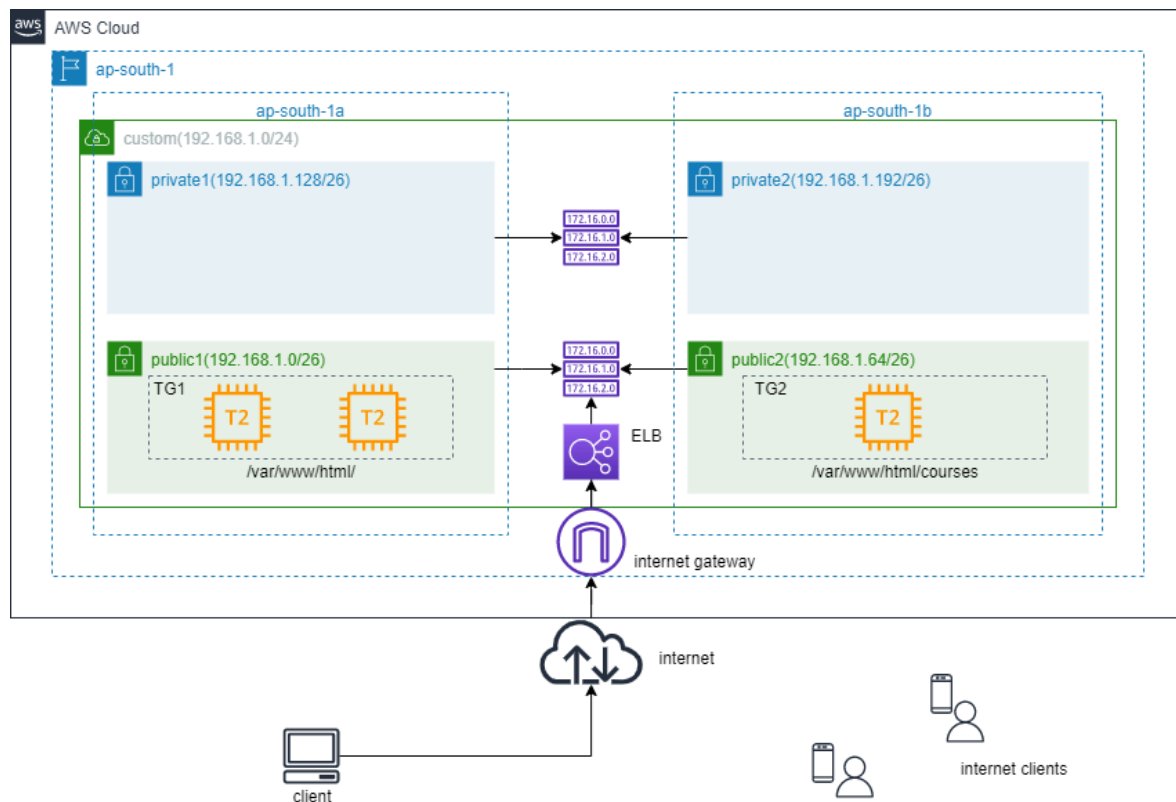 aws
AWS Cloud
ap-south-1
ap-south-1a
ap-south-1b
custom(192.168.1.0/24)
private1(192.168.1.128/26)
private2(192.168.1.192/26)
172.16.0.0
172.16.1.0
172.16.2.0
public1(192.168.1.0/26)
172.16.0.0
172.16.1.0
172.16.2.0
public2(192.168.1.64/26)
TG1
T2
T2
/var/www/html/
ELB
TG2
T2
/var/www/html/courses
internet gateway
internet
client
internet clients